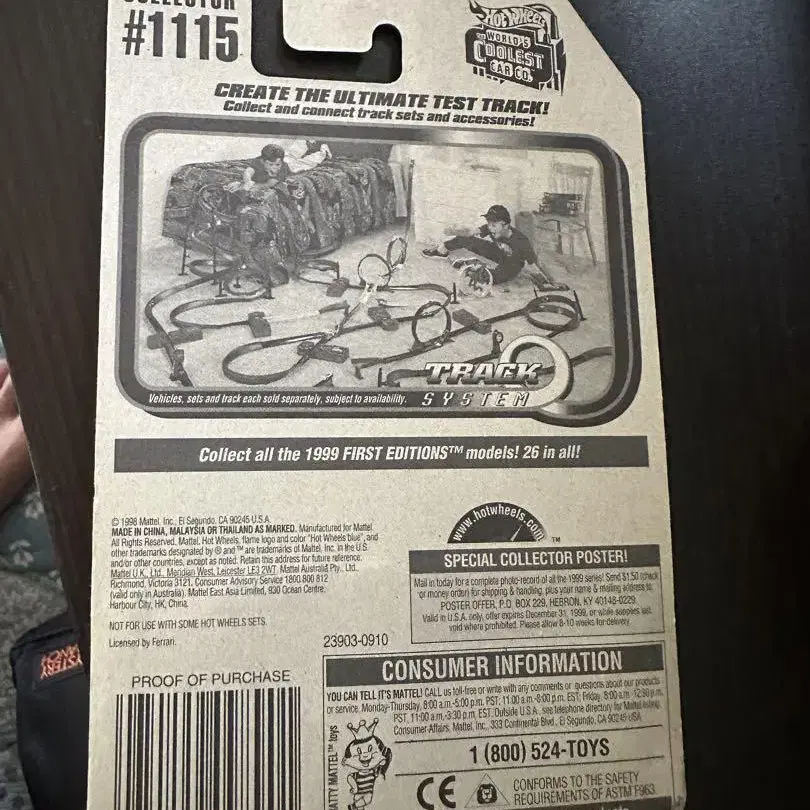 COLLECTOR
#1115
Hot Wheels
WORLD'S
COOLEST
CAR CO.
CREATE THE ULTIMATE TEST TRACK!
Collect and connect track sets and accessories!
TRACK
SYSTEM
Vehicles, sets and track each sold separately, subject to availability.
Collect all the 1999 FIRST EDITIONS™ models! 26 in all!
© 1998 Mattel, Inc., El Segundo, CA 90245 U.S.A.
MADE IN CHINA, MALAYSIA OR THAILAND AS MARKED. Manufactured for Mattel.
All Rights Reserved. Mattel, Hot Wheels, flame logo and color "Hot Wheels blue", and
other trademarks designated by ® and ™ are trademarks of Mattel, Inc. in the U.S.
and/or other countries, except as noted. Retain this address for future reference:
Mattel U.K., Ltd., Meridian West, Leicester LE3 2WT. Mattel Australia Pty., Ltd.,
Richmond, Victoria 3121. Consumer Advisory Service 1800 800 812
(valid only in Australia). Mattel East Asia Limited, 930 Ocean Centre,
Harbour City, HK, China.
NOT FOR USE WITH SOME HOT WHEELS SETS.
Licensed by Ferrari.
23903-0910
www.hotwheels.com
™
SPECIAL COLLECTOR POSTER!
Mail in today for a complete photo-record of all the 1999 series! Send $1.50 (check
or money order) for shipping & handling, plus your name & mailing address to:
POSTER OFFER, P.O. BOX 229, HEBRON, KY 41048-0229.
Valid in U.S.A. only, offer expires December 31, 1999, or while supplies last,
void where prohibited. Please allow 8-10 weeks for delivery.
PROOF OF PURCHASE
CONSUMER INFORMATION
YOU CAN TELL IT'S MATTEL! CALL us toll-free or write with any comments or questions about our products
or service. Monday-Thursday, 8:00 a.m.-5:00 p.m. PST; 11:00 a.m.-8:00 p.m. EST; Friday, 8:00 a.m.-12:30 p.m.
PST, 11:00 a.m.-3:30 p.m. EST. Outside U.S.A., see telephone directory for Mattel listing.
Consumer Affairs, Mattel, Inc., 333 Continental Blvd., El Segundo, CA 90245 USA.
1 (800) 524-TOYS
MATTY MATTEL™ toys
CE
CONFORMS TO THE SAFETY
REQUIREMENTS OF ASTM F963
MYSTERY